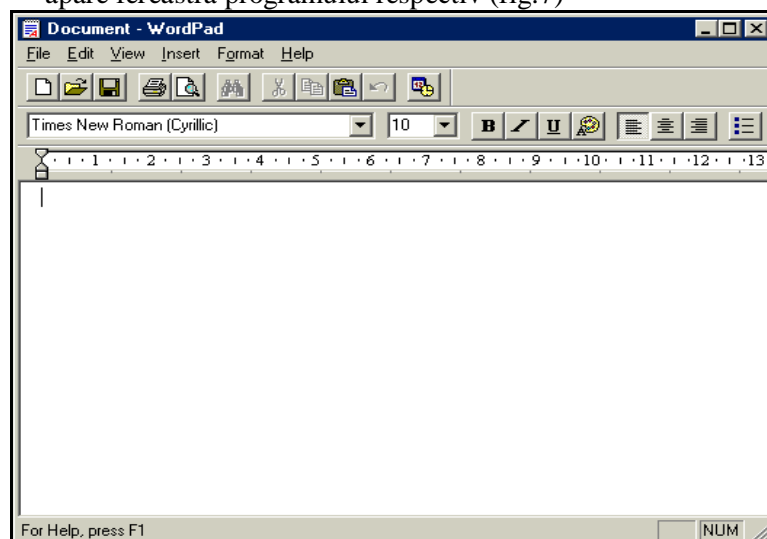 apare fereastra programului respectiv (fig.7)
Document - WordPad
File Edit View Insert Format Help
Times New Roman (Cyrillic) 10 B I U
1 2 3 4 5 6 7 8 9 10 11 12 13
For Help, press F1 NUM